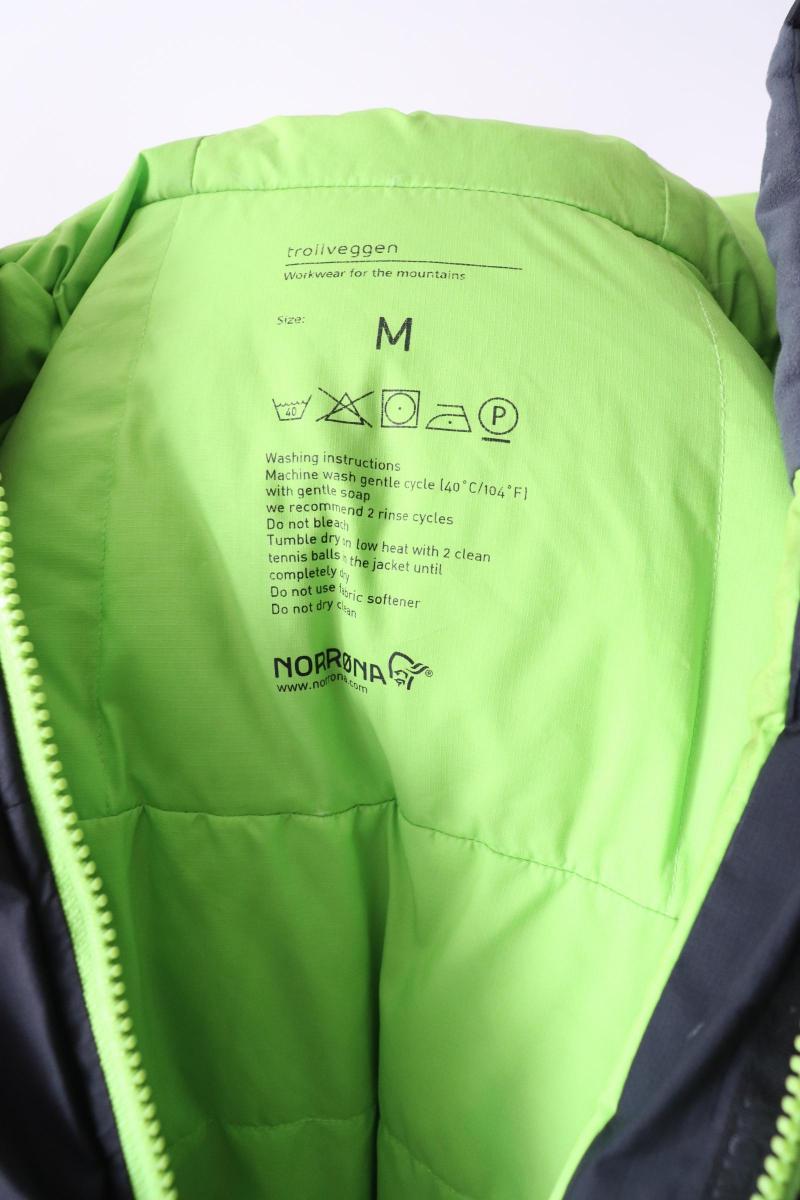 trollveggen
Workwear for the mountains
Size:
M
40
P
Washing instructions
Machine wash gentle cycle (40°C/104°F)
with gentle soap
we recommend 2 rinse cycles
Do not bleach
Tumble dry on low heat with 2 clean
tennis balls in the jacket until
completely dry
Do not use fabric softener
Do not dry clean
NORRØNA®
www.norrona.com